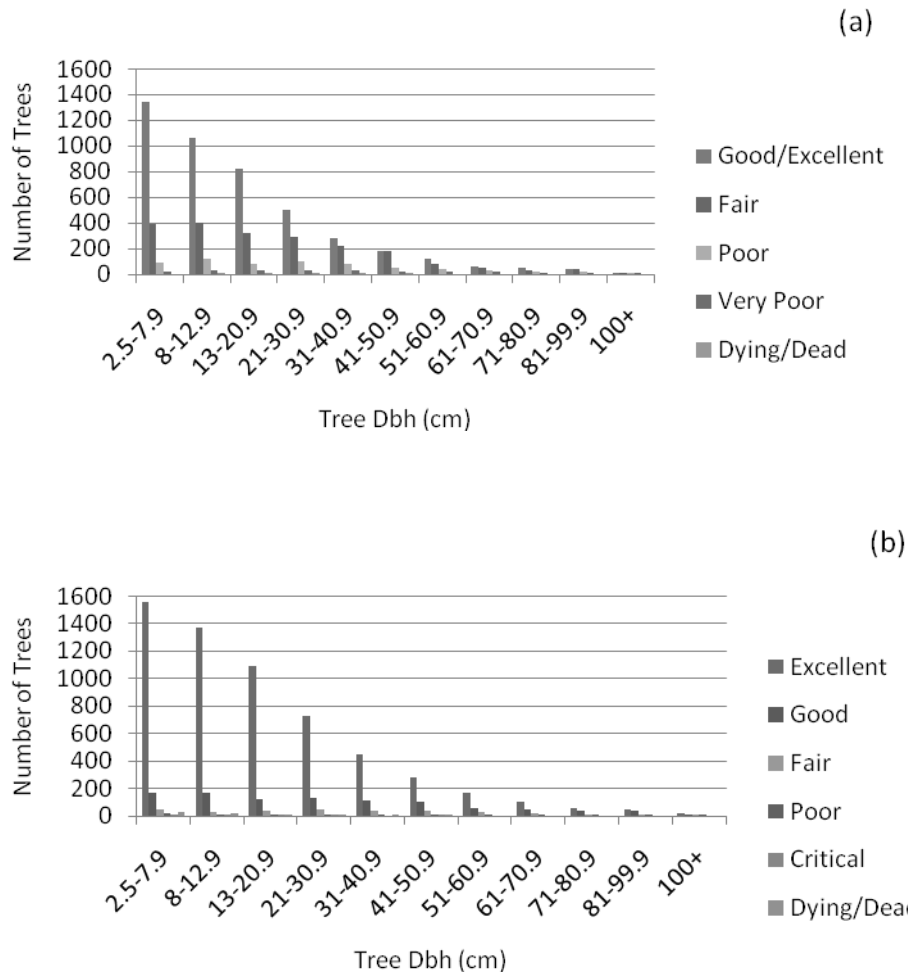 (a)
Number of Trees
1600
1400
1200
1000
800
600
400
200
0
2.5-7.9
8-12.9
13-20.9
21-30.9
31-40.9
41-50.9
51-60.9
61-70.9
71-80.9
81-99.9
100+
Tree Dbh (cm)
Good/Excellent
Fair
Poor
Very Poor
Dying/Dead
(b)
Number of Trees
1600
1400
1200
1000
800
600
400
200
0
2.5-7.9
8-12.9
13-20.9
21-30.9
31-40.9
41-50.9
51-60.9
61-70.9
71-80.9
81-99.9
100+
Tree Dbh (cm)
Excellent
Good
Fair
Poor
Critical
Dying/Dead